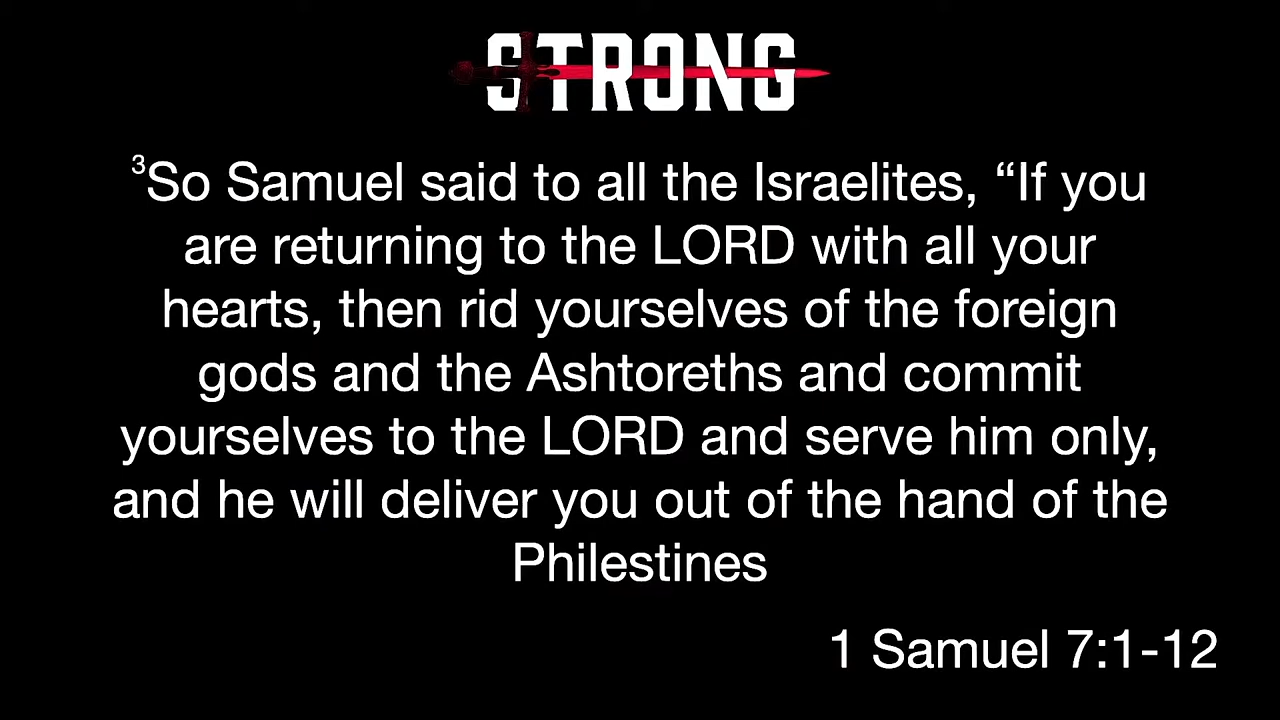 STRONG
³So Samuel said to all the Israelites, “If you
are returning to the LORD with all your
hearts, then rid yourselves of the foreign
gods and the Ashtoreths and commit
yourselves to the LORD and serve him only,
and he will deliver you out of the hand of the
Philestines
1 Samuel 7:1-12